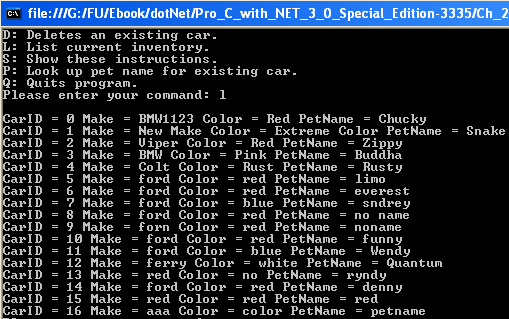 file:///G:/FU/Ebook/dotNet/Pro_C_with_NET_3_0_Special_Edition-3335/Ch_2
D: Deletes an existing car.
L: List current inventory.
S: Show these instructions.
P: Look up pet name for existing car.
Q: Quits program.
Please enter your command: l
CarID = 0 Make = BMW1123 Color = Red PetName = Chucky
CarID = 1 Make = New Make Color = Extreme Color PetName = Snake
CarID = 2 Make = Viper Color = Red PetName = Zippy
CarID = 3 Make = BMW Color = Pink PetName = Buddha
CarID = 4 Make = Colt Color = Rust PetName = Rusty
CarID = 5 Make = ford Color = red PetName = limo
CarID = 6 Make = ford Color = red PetName = everest
CarID = 7 Make = ford Color = blue PetName = sndrey
CarID = 8 Make = ford Color = red PetName = no name
CarID = 9 Make = forn Color = red PetName = noname
CarID = 10 Make = ford Color = red PetName = funny
CarID = 11 Make = ford Color = blue PetName = Wendy
CarID = 12 Make = ferry Color = white PetName = Quantum
CarID = 13 Make = red Color = no PetName = ryndy
CarID = 14 Make = ford Color = red PetName = denny
CarID = 15 Make = red Color = red PetName = red
CarID = 16 Make = aaa Color = color PetName = petname